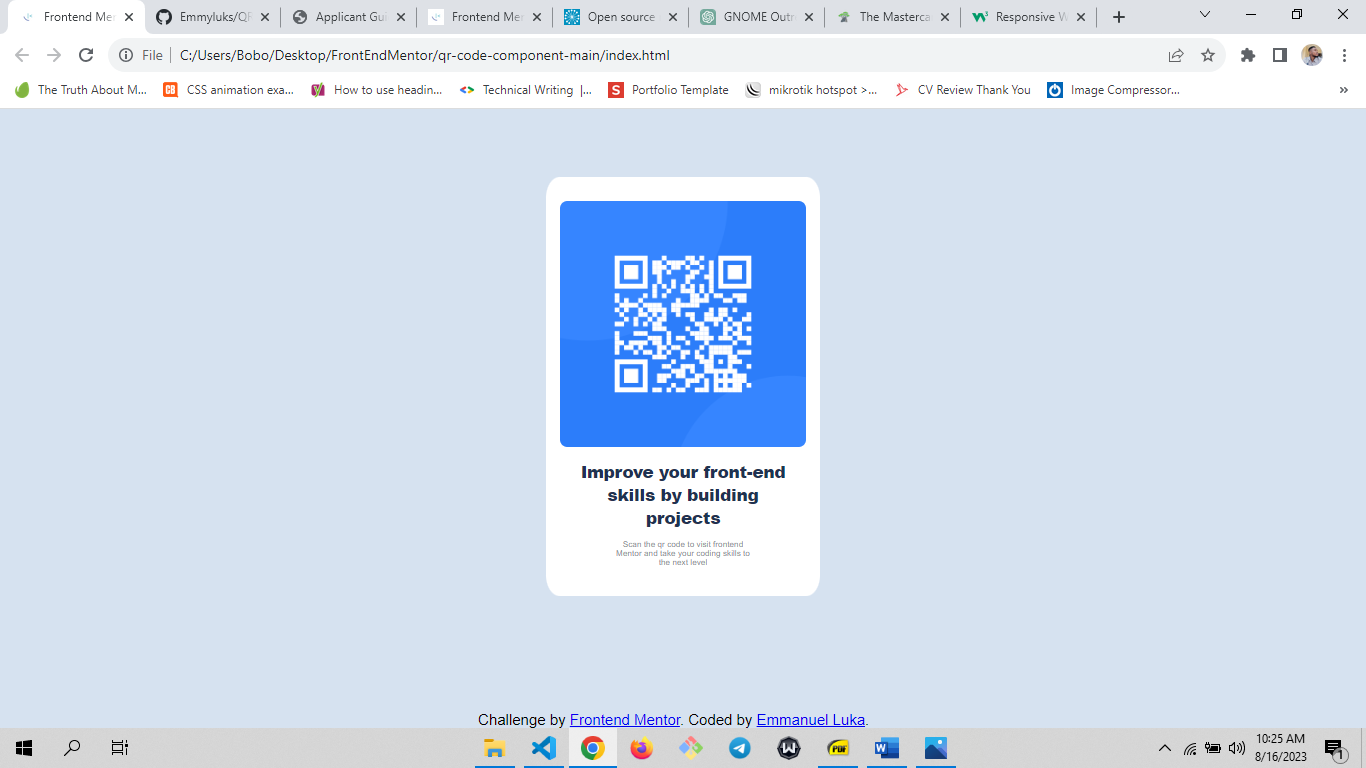 Frontend Mer
Emmyluks/QF
Applicant Gui
Frontend Mer
Open source
GNOME Outr
The Masterca
Responsive W
File
C:/Users/Bobo/Desktop/FrontEndMentor/qr-code-component-main/index.html
The Truth About M...
CSS animation exa...
How to use headin...
Technical Writing |...
Portfolio Template
mikrotik hotspot >...
CV Review Thank You
Image Compressor...
»
Improve your front-end
skills by building
projects
Scan the qr code to visit frontend
Mentor and take your coding skills to
the next level
Challenge by Frontend Mentor. Coded by Emmanuel Luka.
10:25 AM
8/16/2023
1